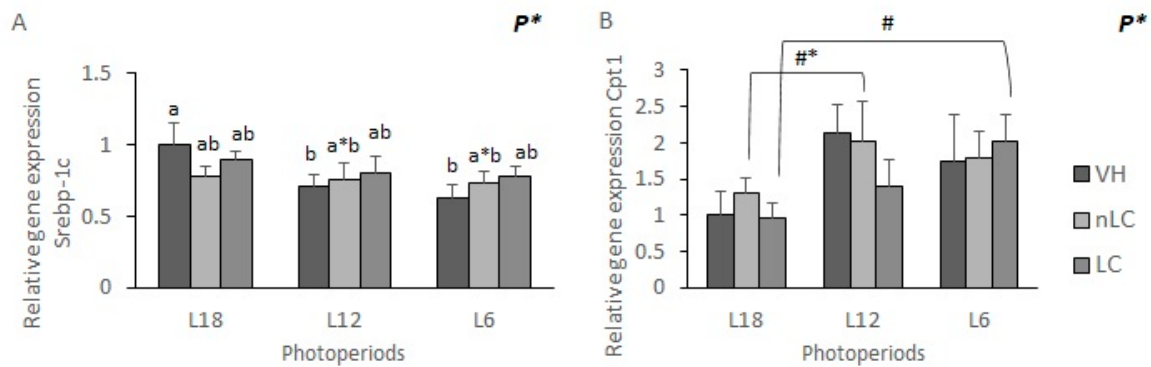 A
P*
Relative gene expression
Srebp-1c
1.5
1
0.5
0
a
ab
ab
b
a*b
ab
b
a*b
ab
L18
L12
L6
Photoperiods
B
P*
#
#*
Relative gene expression Cpt1
3
2.5
2
1.5
1
0.5
0
L18
L12
L6
Photoperiods
VH
nLC
LC